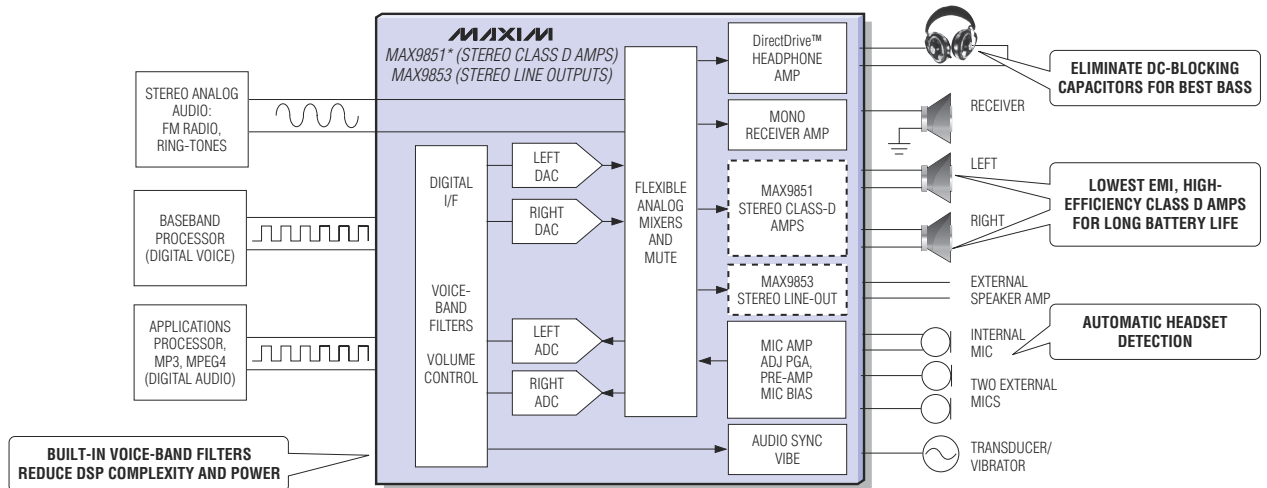 MAXIM
MAX9851* (STEREO CLASS D AMPS)
MAX9853 (STEREO LINE OUTPUTS)
STEREO ANALOG
AUDIO:
FM RADIO,
RING-TONES
BASEBAND
PROCESSOR
(DIGITAL VOICE)
APPLICATIONS
PROCESSOR,
MP3, MPEG4
(DIGITAL AUDIO)
BUILT-IN VOICE-BAND FILTERS
REDUCE DSP COMPLEXITY AND POWER
DIGITAL
I/F
VOICE-
BAND
FILTERS
VOLUME
CONTROL
LEFT
DAC
RIGHT
DAC
LEFT
ADC
RIGHT
ADC
FLEXIBLE
ANALOG
MIXERS
AND
MUTE
DirectDrive™
HEADPHONE
AMP
MONO
RECEIVER AMP
MAX9851
STEREO CLASS-D
AMPS
MAX9853
STEREO LINE-OUT
MIC AMP
ADJ PGA,
PRE-AMP
MIC BIAS
AUDIO SYNC
VIBE
ELIMINATE DC-BLOCKING
CAPACITORS FOR BEST BASS
RECEIVER
LEFT
RIGHT
LOWEST EMI, HIGH-
EFFICIENCY CLASS D AMPS
FOR LONG BATTERY LIFE
EXTERNAL
SPEAKER AMP
INTERNAL
MIC
AUTOMATIC HEADSET
DETECTION
TWO EXTERNAL
MICS
TRANSDUCER/
VIBRATOR